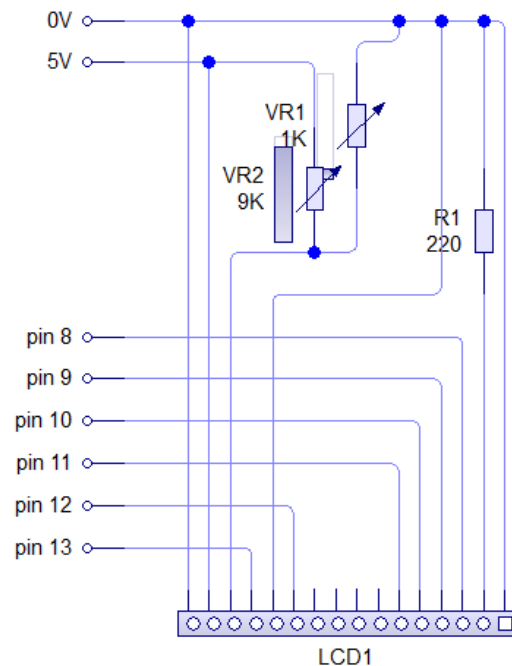 0V
5V
VR1
1K
VR2
9K
R1
220
pin 8
pin 9
pin 10
pin 11
pin 12
pin 13
LCD1